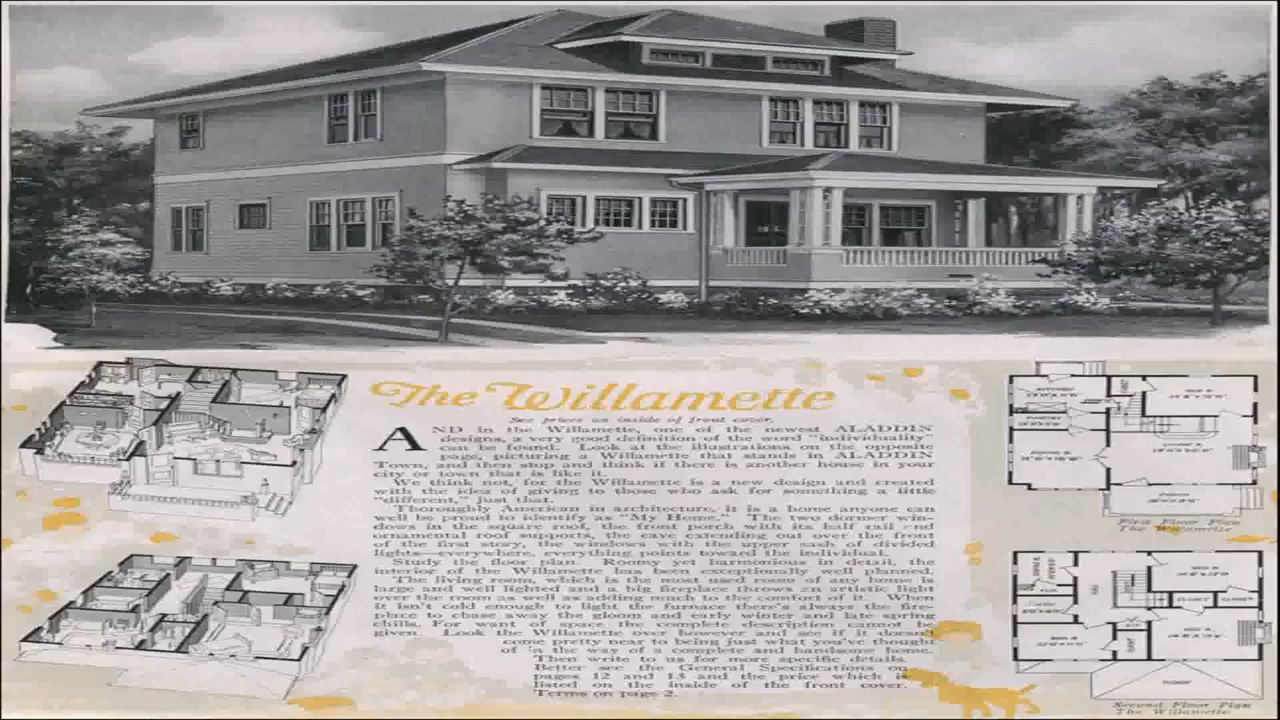 The Willamette
See prices on inside of front cover.
AND in the Willamette, one of the newest ALADDIN
designs, a very good definition of the word "individuality"
can be found. Look at the illustrations on the opposite
page, picturing a Willamette that stands in ALADDIN
Town, and then stop and think if there is another house in your
city or town that is like it.
We think not, for the Willamette is a new design and created
with the idea of giving to those who ask for something a little
"different," just that.
Thoroughly American in architecture, it is a home anyone can
well be proud to identify as "My Home." The two dormer win-
dows in the square roof, the front porch with its half rail and
ornamental roof supports, the eave extending out over the front
of the first story, the windows with the upper sash of divided
lights—everywhere, everything points toward the individual.
Study the floor plan. Roomy yet harmonious in detail, the
interior of the Willamette has been exceptionally well planned.
The living room, which is the most used room of any home is
large and well lighted and a big fireplace throws an artistic light
over the room as well as adding much to the comfort of it. When
it isn't cold enough to light the furnace there's always the fire-
place to chase away the gloom and early winter and late spring
chills. For want of space the complete description cannot be
given. Look the Willamette over however and see if it doesn't
come pretty near to being just what you've thought
of in the way of a complete and handsome home.
Then write to us for more specific details.
Better see the General Specifications on
pages 12 and 13 and the price which is
listed on the inside of the front cover.
Terms on page 2.
First Floor Plan
The Willamette
CLOSET
CLOSET
Second Floor Plan
The Willamette